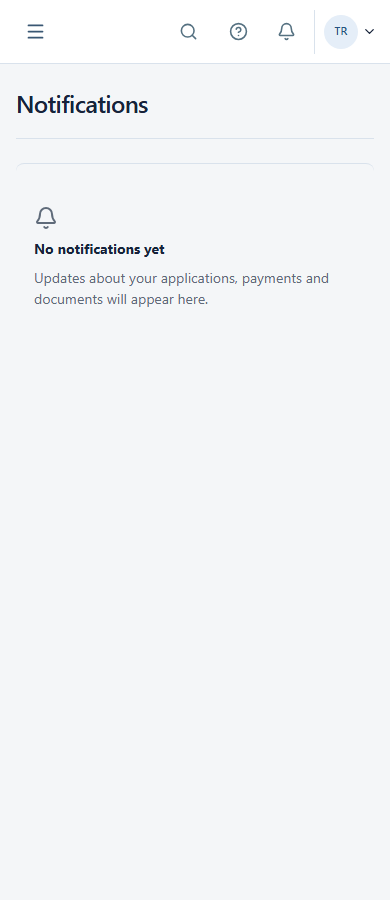 TR
Notifications
No notifications yet
Updates about your applications, payments and
documents will appear here.